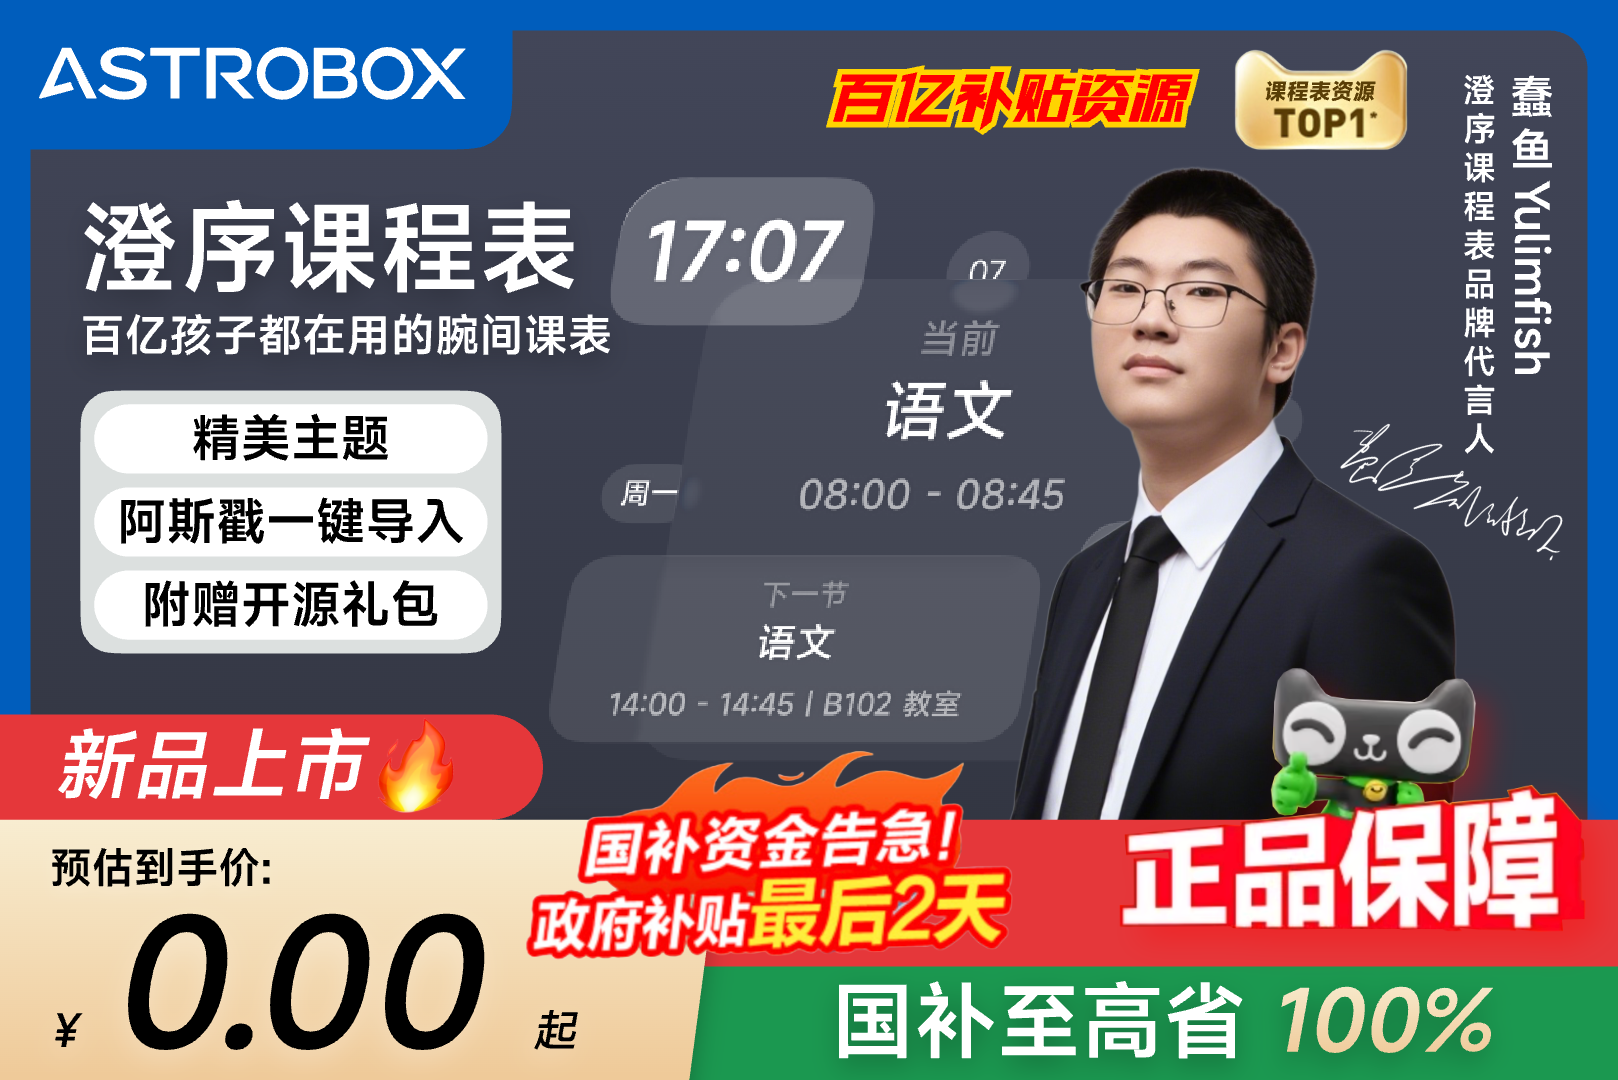 ASTROBOX
百亿补贴资源
课程表资源
TOP1*
蠢鱼 Yulimfish
澄序课程表品牌代言人
澄序课程表
百亿孩子都在用的腕间课表
精美主题
阿斯戳一键导入
附赠开源礼包
17:07
07
当前
语文
08:00 - 08:45
周一
下一节
语文
14:00 - 14:45 | B102 教室
新品上市
预估到手价:
¥ 0.00 起
国补资金告急!
政府补贴最后2天
正品保障
国补至高省 100%